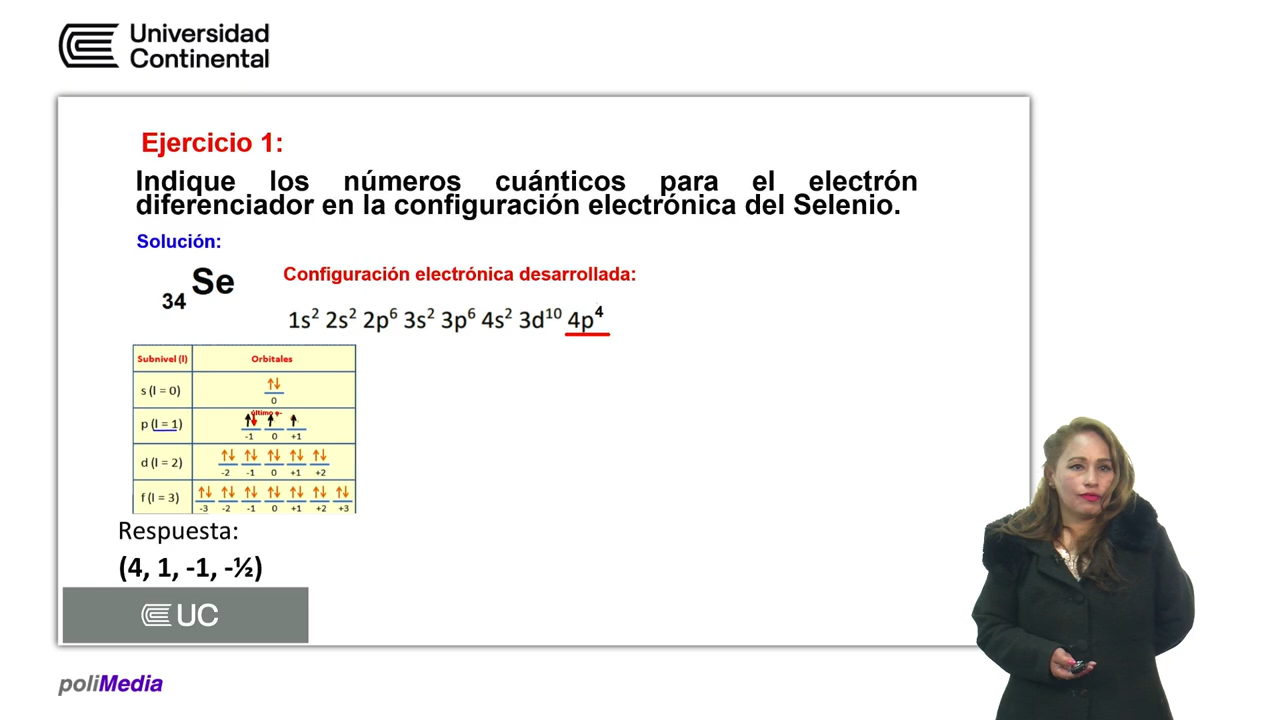 Universidad
Continental
Ejercicio 1:
Indique los números cuánticos para el electrón
diferenciador en la configuración electrónica del Selenio.
Solución:
34 Se
Configuración electrónica desarrollada:
1s² 2s² 2p⁶ 3s² 3p⁶ 4s² 3d¹⁰ 4p⁴
Subnivel (l) Orbitales
s (l = 0) ↑↓
0
último e-
p (l = 1) ↑↓ ↑ ↑
-1 0 +1
d (l = 2) ↑↓ ↑↓ ↑↓ ↑↓ ↑↓
-2 -1 0 +1 +2
f (l = 3) ↑↓ ↑↓ ↑↓ ↑↓ ↑↓ ↑↓ ↑↓
-3 -2 -1 0 +1 +2 +3
Respuesta:
(4, 1, -1, -½)
UC
poliMedia